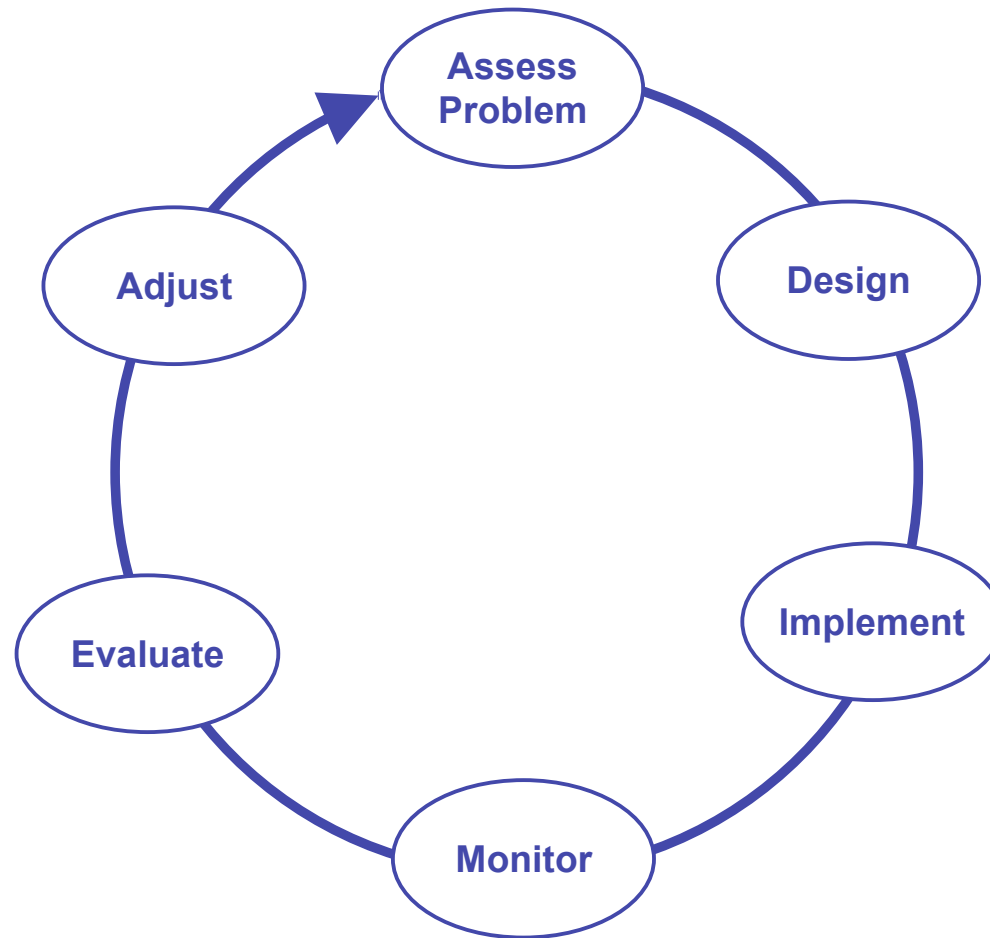 Assess
Problem
Design
Implement
Monitor
Evaluate
Adjust